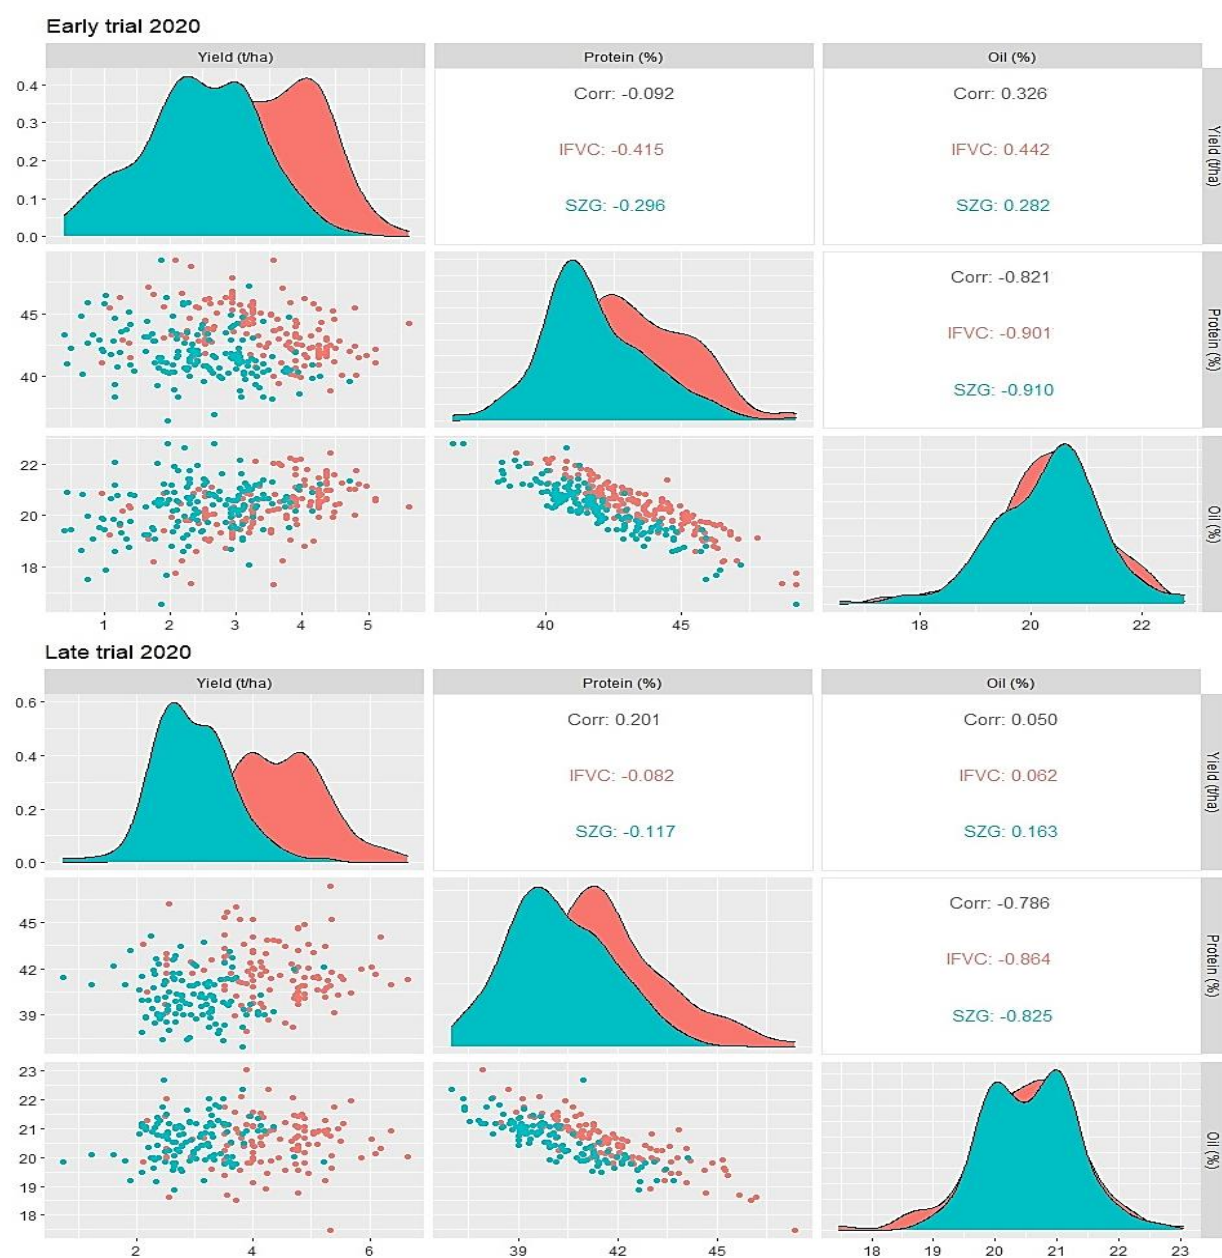 Early trial 2020
Yield (t/ha) Protein (%) Oil (%)
0.4
0.3
0.2
0.1
0.0
Corr: -0.092
IFVC: -0.415
SZG: -0.296
Corr: 0.326
IFVC: 0.442
SZG: 0.282
Yield (t/ha)
45
40
Corr: -0.821
IFVC: -0.901
SZG: -0.910
Protein (%)
22
20
18
Oil (%)
1 2 3 4 5 40 45 18 20 22
Late trial 2020
Yield (t/ha) Protein (%) Oil (%)
0.6
0.4
0.2
0.0
Corr: 0.201
IFVC: -0.082
SZG: -0.117
Corr: 0.050
IFVC: 0.062
SZG: 0.163
Yield (t/ha)
45
42
39
Corr: -0.786
IFVC: -0.864
SZG: -0.825
Protein (%)
23
22
21
20
19
18
Oil (%)
2 4 6 39 42 45 18 19 20 21 22 23